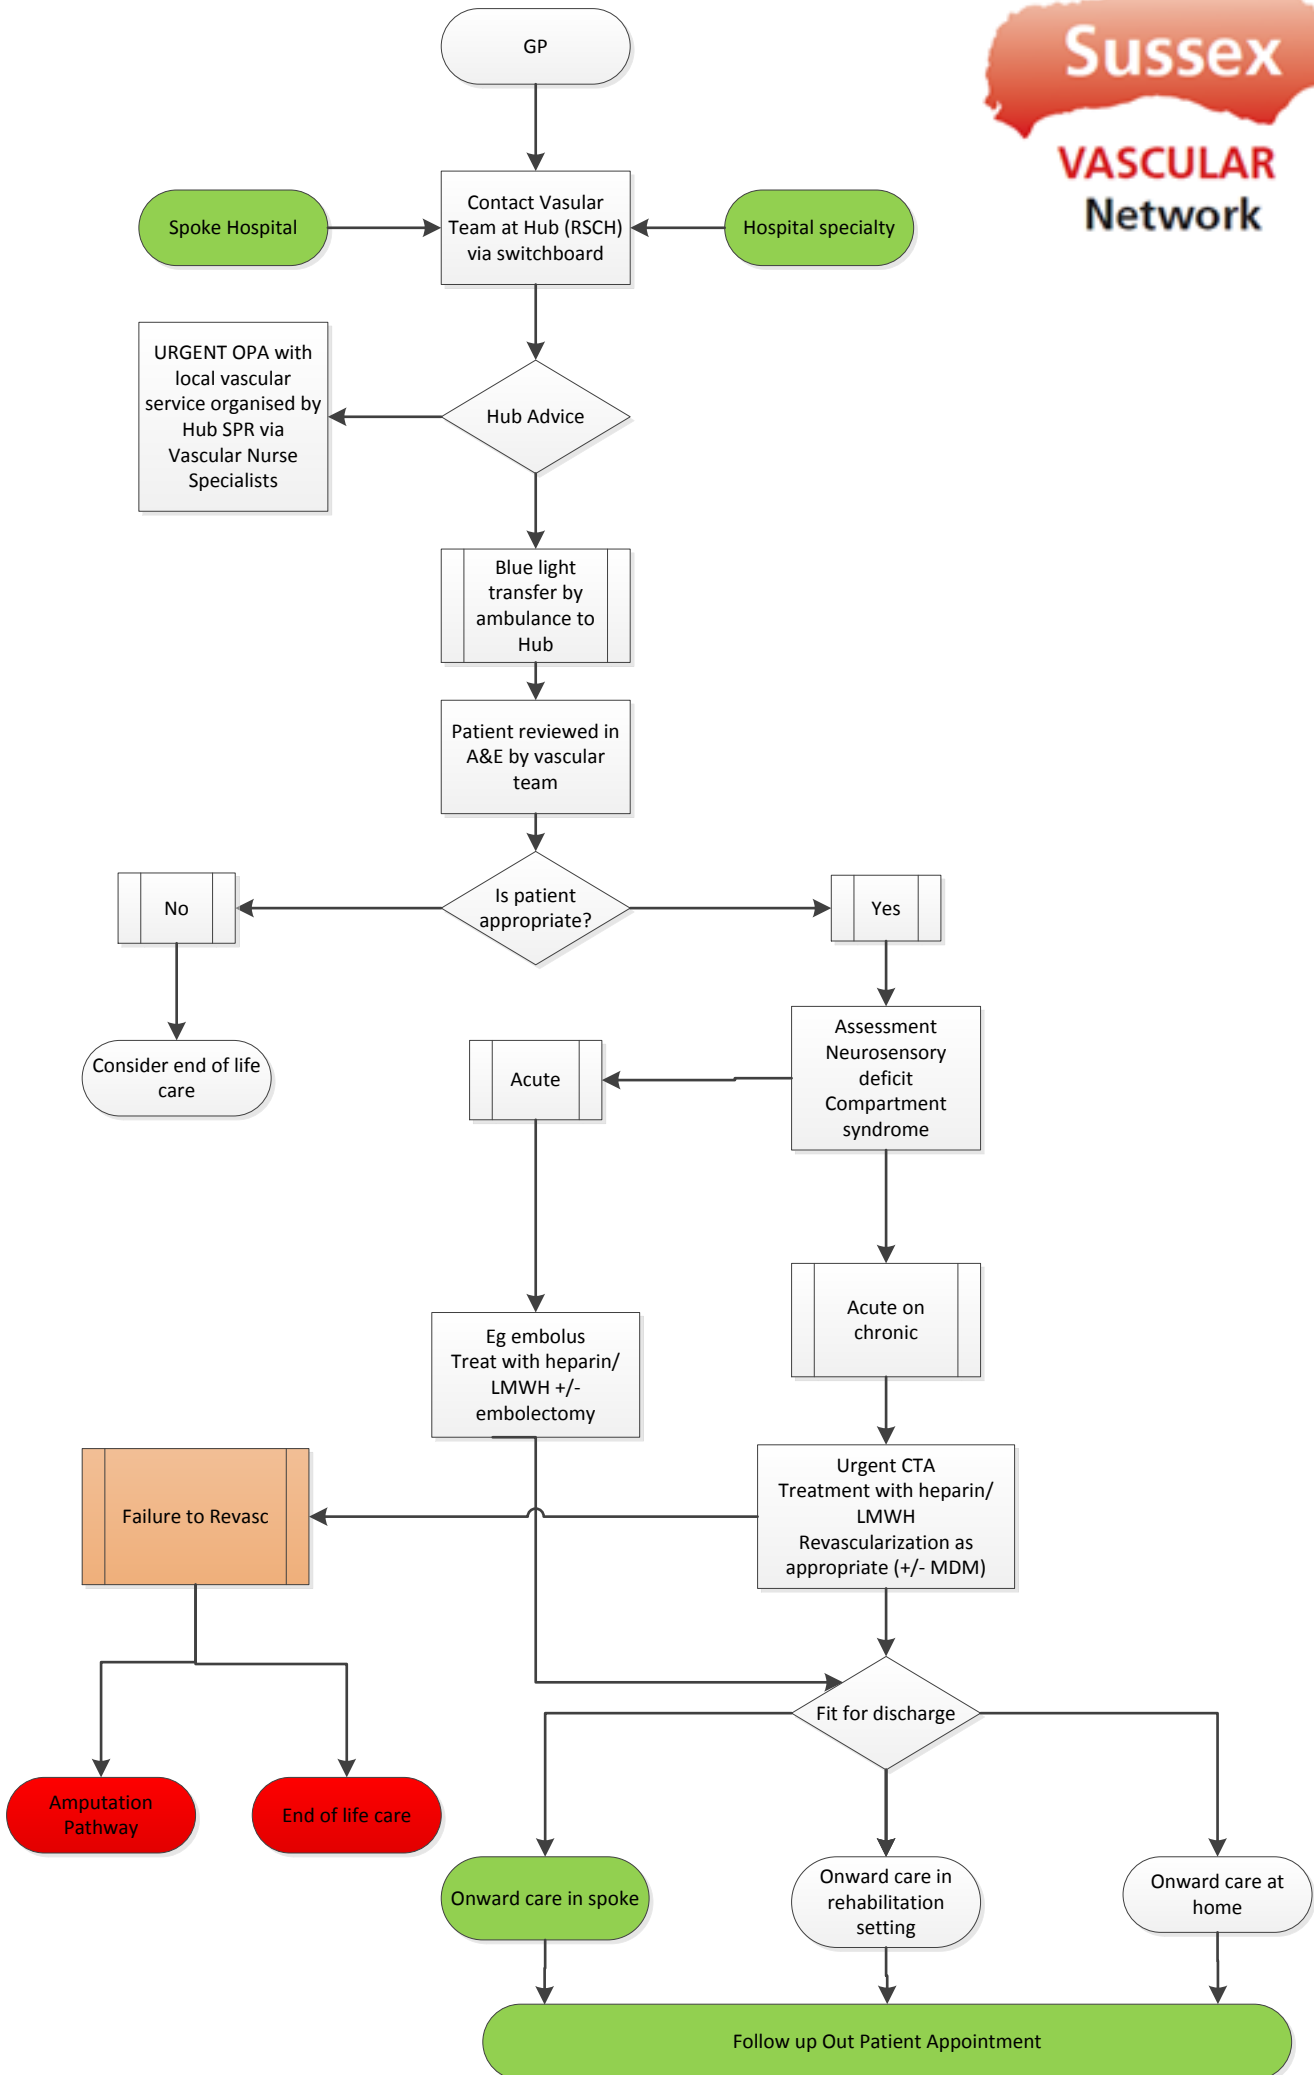 GP
Sussex
VASCULAR
Network
Spoke Hospital
Contact Vasular
Team at Hub (RSCH)
via switchboard
Hospital specialty
URGENT OPA with
local vascular
service organised by
Hub SPR via
Vascular Nurse
Specialists
Hub Advice
Blue light
transfer by
ambulance to
Hub
Patient reviewed in
A&E by vascular
team
No
Is patient
appropriate?
Yes
Consider end of life
care
Acute
Assessment
Neurosensory
deficit
Compartment
syndrome
Acute on
chronic
Eg embolus
Treat with heparin/
LMWH +/-
embolectomy
Failure to Revasc
Urgent CTA
Treatment with heparin/
LMWH
Revascularization as
appropriate (+/- MDM)
Fit for discharge
Amputation
Pathway
End of life care
Onward care in spoke
Onward care in
rehabilitation
setting
Onward care at
home
Follow up Out Patient Appointment